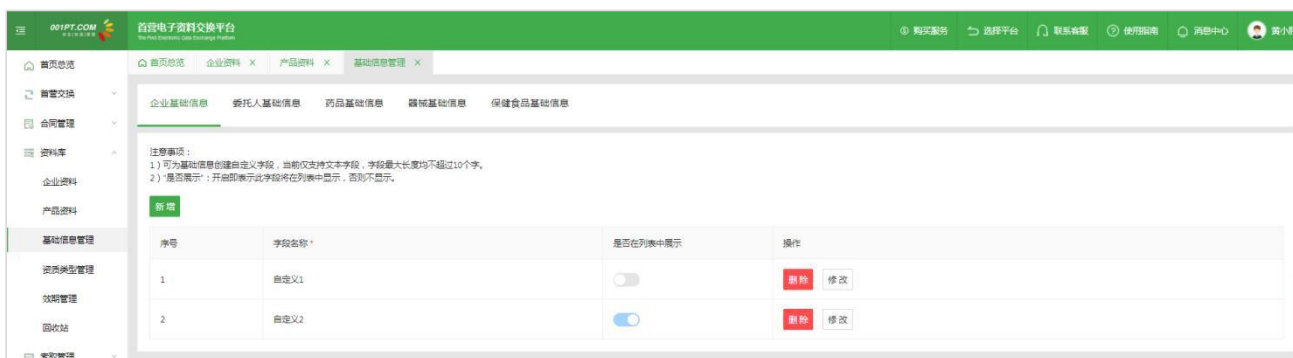 001PT.COM
首营电子资料交换平台
购买服务 选择平台 联系客服 使用指南 消息中心 黄小
首页总览
首页总览 企业资料 × 产品资料 × 基础信息管理 ×
首营交换
企业基础信息 委托人基础信息 药品基础信息 器械基础信息 保健食品基础信息
合同管理
资料库
企业资料
产品资料
基础信息管理
资质类型管理
效期管理
回收站
索取管理
注意事项：
1）可为基础信息创建自定义字段，当前仅支持文本字段，字段最大长度均不超过10个字。
2）"是否展示"：开启即表示此字段将在列表中显示，否则不显示。
新增
序号 字段名称* 是否在列表中展示 操作
1 自定义1 删除 修改
2 自定义2 删除 修改